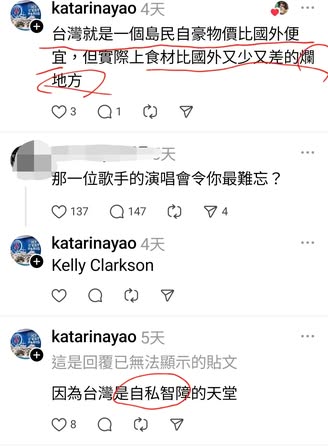 katarinayao 4天
台灣就是一個島民自豪物價比國外便
宜，但實際上食材比國外又少又差的爛
地方
3 1
天
那一位歌手的演唱會令你最難忘？
137 147 4
katarinayao 4天
Kelly Clarkson
katarinayao 5天
這是回覆已無法顯示的貼文
因為台灣是自私智障的天堂
8